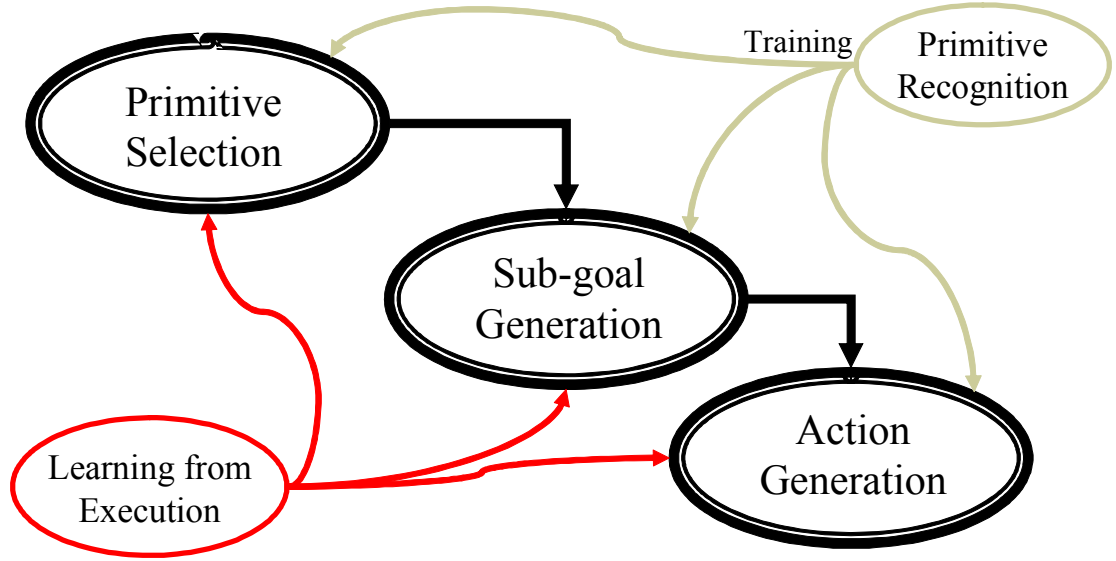 Training
Primitive
Recognition
Primitive
Selection
Sub-goal
Generation
Action
Generation
Learning from
Execution